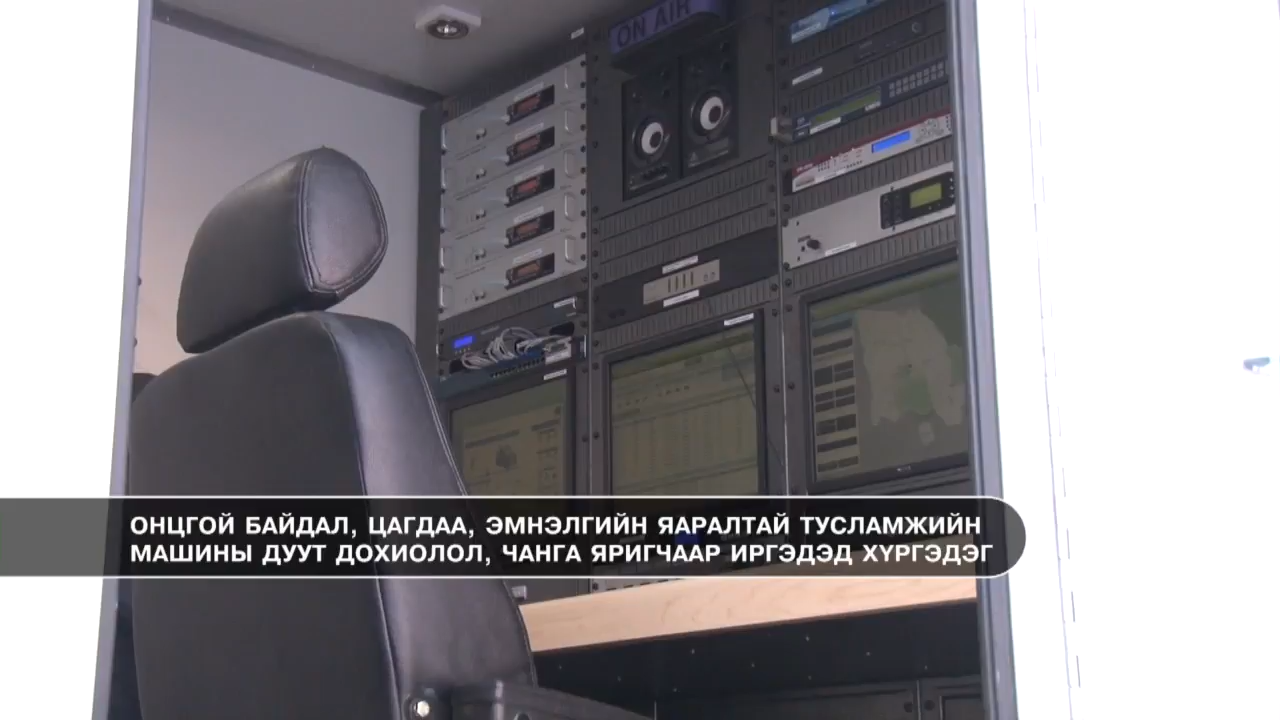 ON AIR
ОНЦГОЙ БАЙДАЛ, ЦАГДАА, ЭМНЭЛГИЙН ЯАРАЛТАЙ ТУСЛАМЖИЙН
МАШИНЫ ДУУТ ДОХИОЛОЛ, ЧАНГА ЯРИГЧААР ИРГЭДЭД ХҮРГЭДЭГ